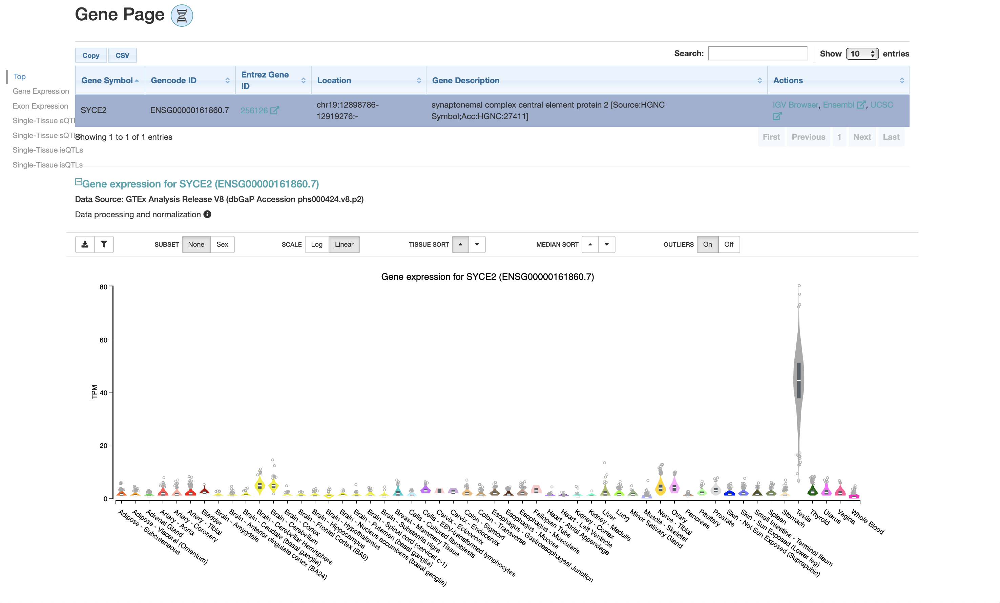 Gene Page
Copy CSV
Search:
Show 10 entries
Top
Gene Expression
Exon Expression
Single-Tissue eQTL
Single-Tissue sQTLs
Single-Tissue ieQTLs
Single-Tissue isQTLs
Gene Symbol Gencode ID Entrez Gene ID Location Gene Description Actions
SYCE2 ENSG00000161860.7 256126 chr19:12898786-12919276:- synaptonemal complex central element protein 2 [Source:HGNC Symbol;Acc:HGNC:27411] IGV Browser, Ensembl, UCSC
Showing 1 to 1 of 1 entries
First Previous 1 Next Last
Gene expression for SYCE2 (ENSG00000161860.7)
Data Source: GTEx Analysis Release V8 (dbGaP Accession phs000424.v8.p2)
Data processing and normalization
SUBSET None Sex SCALE Log Linear TISSUE SORT MEDIAN SORT OUTLIERS On Off
Gene expression for SYCE2 (ENSG00000161860.7)
80
60
40
20
0
TPM
Adipose - Subcutaneous
Adipose - Visceral (Omentum)
Adrenal Gland
Artery - Aorta
Artery - Coronary
Artery - Tibial
Bladder
Brain - Amygdala
Brain - Anterior cingulate cortex (BA24)
Brain - Caudate (basal ganglia)
Brain - Cerebellar Hemisphere
Brain - Cerebellum
Brain - Cortex
Brain - Frontal Cortex (BA9)
Brain - Hippocampus
Brain - Hypothalamus
Brain - Nucleus accumbens (basal ganglia)
Brain - Putamen (basal ganglia)
Brain - Spinal cord (cervical c-1)
Brain - Substantia nigra
Breast - Mammary Tissue
Cells - Cultured fibroblasts
Cells - EBV-transformed lymphocytes
Cervix - Ectocervix
Cervix - Endocervix
Colon - Sigmoid
Colon - Transverse
Esophagus - Gastroesophageal Junction
Esophagus - Mucosa
Esophagus - Muscularis
Fallopian Tube
Heart - Atrial Appendage
Heart - Left Ventricle
Kidney - Cortex
Kidney - Medulla
Liver
Lung
Minor Salivary Gland
Muscle - Skeletal
Nerve - Tibial
Ovary
Pancreas
Pituitary
Prostate
Skin - Not Sun Exposed (Suprapubic)
Skin - Sun Exposed (Lower leg)
Small Intestine - Terminal Ileum
Spleen
Stomach
Testis
Thyroid
Uterus
Vagina
Whole Blood